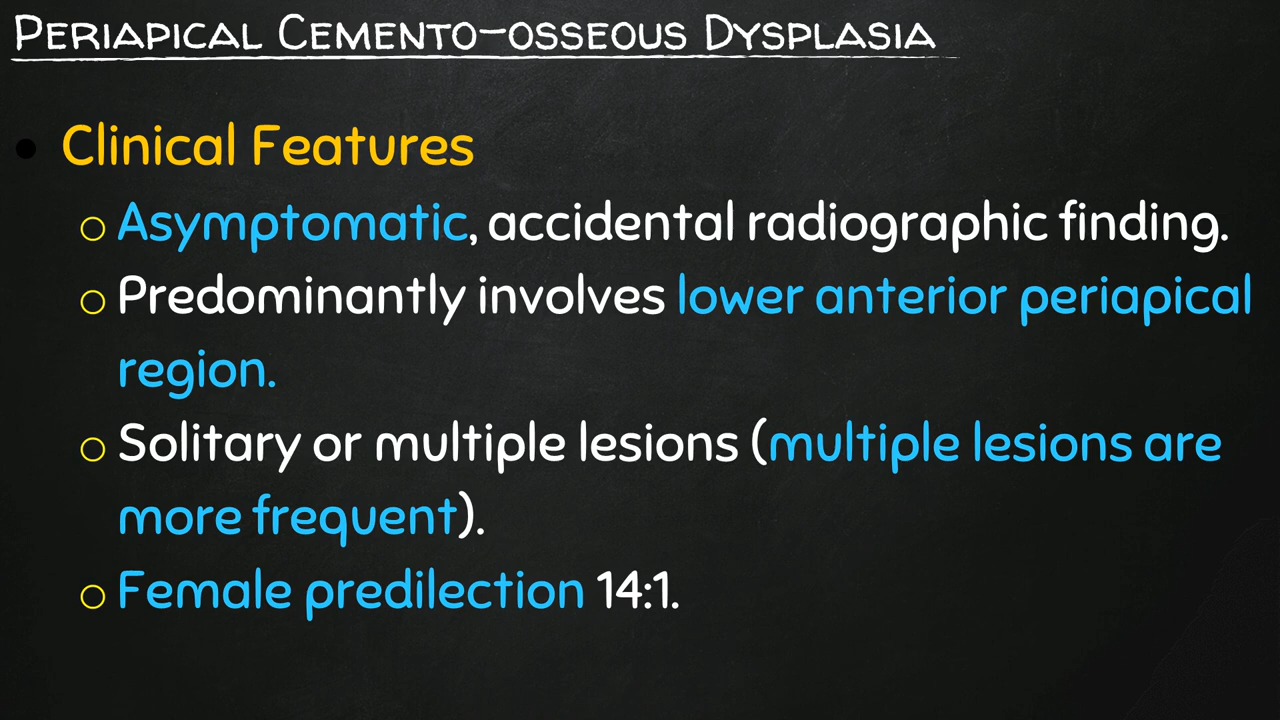 Periapical Cemento-osseous Dysplasia
• Clinical Features
○ Asymptomatic, accidental radiographic finding.
○ Predominantly involves lower anterior periapical
region.
○ Solitary or multiple lesions (multiple lesions are
more frequent).
○ Female predilection 14:1.